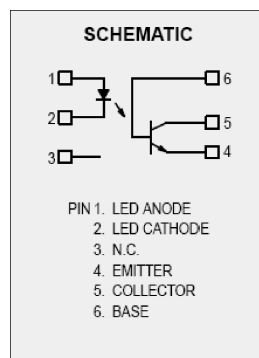 SCHEMATIC
1 6
2 5
3 4
PIN 1. LED ANODE
2. LED CATHODE
3. N.C.
4. EMITTER
5. COLLECTOR
6. BASE